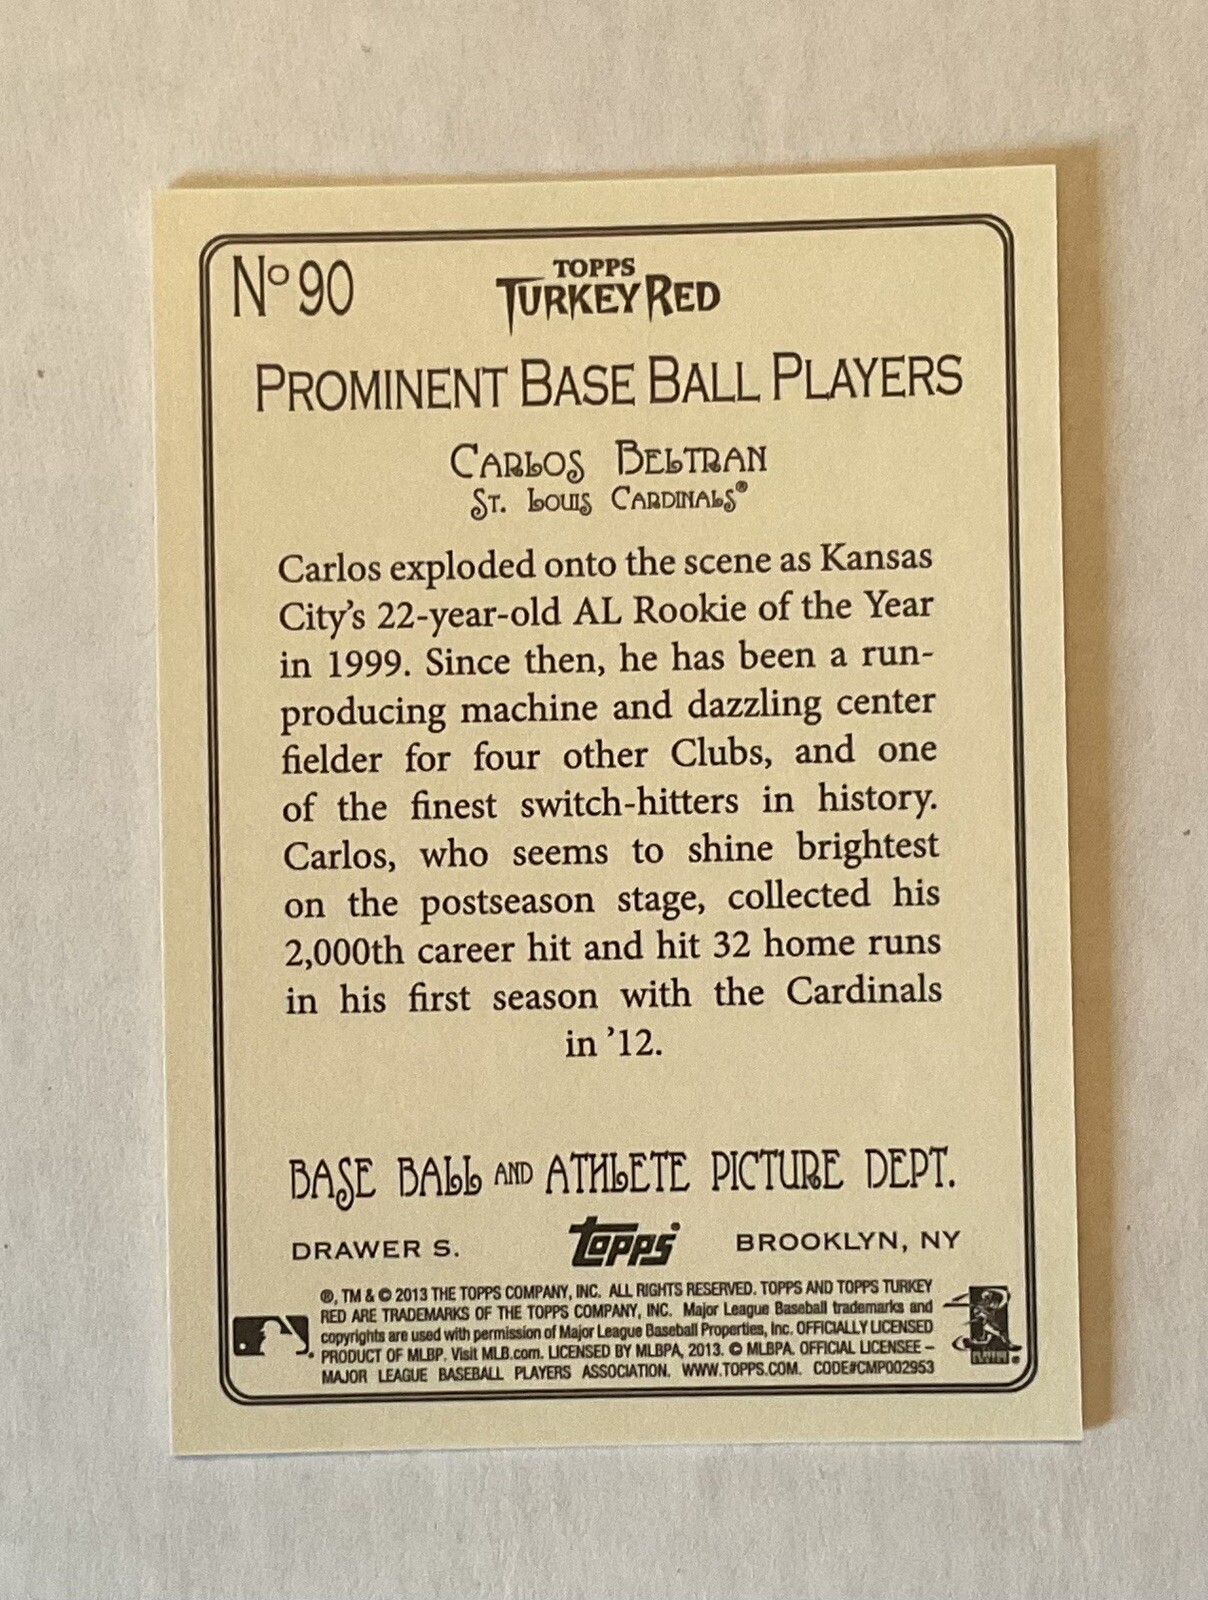 Nº 90
TOPPS
TURKEY RED
PROMINENT BASE BALL PLAYERS
CARLOS BELTRAN
ST. LOUIS CARDINALS®
Carlos exploded onto the scene as Kansas
City's 22-year-old AL Rookie of the Year
in 1999. Since then, he has been a run-
producing machine and dazzling center
fielder for four other Clubs, and one
of the finest switch-hitters in history.
Carlos, who seems to shine brightest
on the postseason stage, collected his
2,000th career hit and hit 32 home runs
in his first season with the Cardinals
in ’12.
BASE BALL AND ATHLETE PICTURE DEPT.
DRAWER S. Topps BROOKLYN, NY
®, TM & © 2013 THE TOPPS COMPANY, INC. ALL RIGHTS RESERVED. TOPPS AND TOPPS TURKEY
RED ARE TRADEMARKS OF THE TOPPS COMPANY, INC. Major League Baseball trademarks and
copyrights are used with permission of Major League Baseball Properties, Inc. OFFICIALLY LICENSED
PRODUCT OF MLBP. Visit MLB.com. LICENSED BY MLBPA, 2013. © MLBPA. OFFICIAL LICENSEE –
MAJOR LEAGUE BASEBALL PLAYERS ASSOCIATION. WWW.TOPPS.COM. CODE#CMP002953